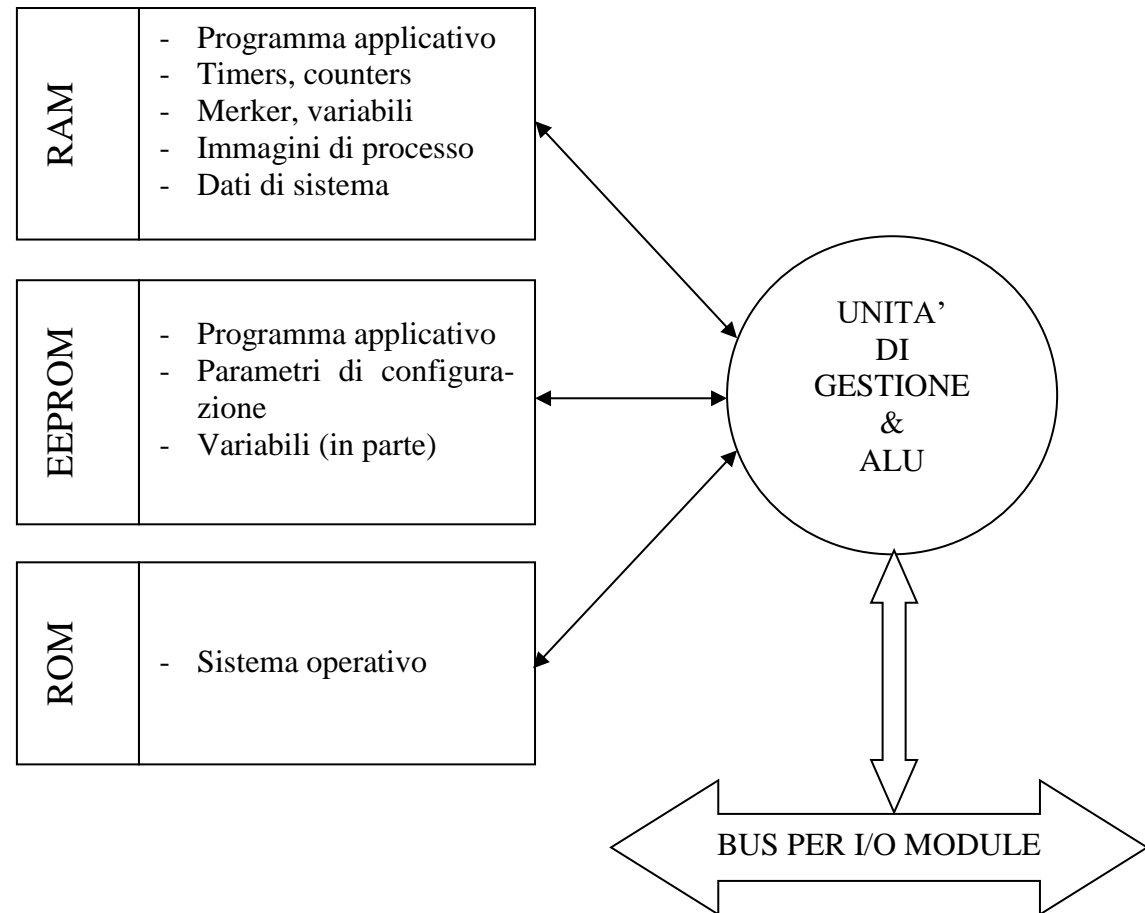 RAM
- Programma applicativo
- Timers, counters
- Merker, variabili
- Immagini di processo
- Dati di sistema
EEPROM
- Programma applicativo
- Parametri di configura-
zione
- Variabili (in parte)
ROM
- Sistema operativo
UNITA’
DI
GESTIONE
&
ALU
BUS PER I/O MODULE